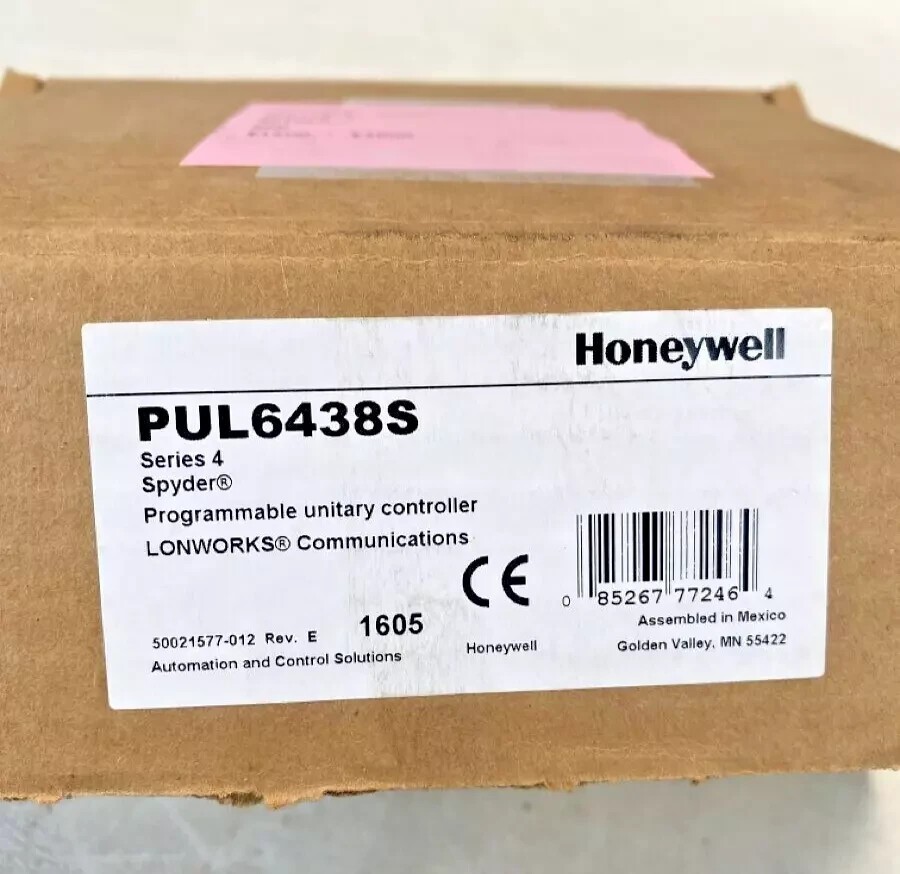 Honeywell
PUL6438S
Series 4
Spyder®
Programmable unitary controller
LONWORKS® Communications
CE
0 85267 77246 4
Assembled in Mexico
50021577-012 Rev. E 1605 Honeywell Golden Valley, MN 55422
Automation and Control Solutions